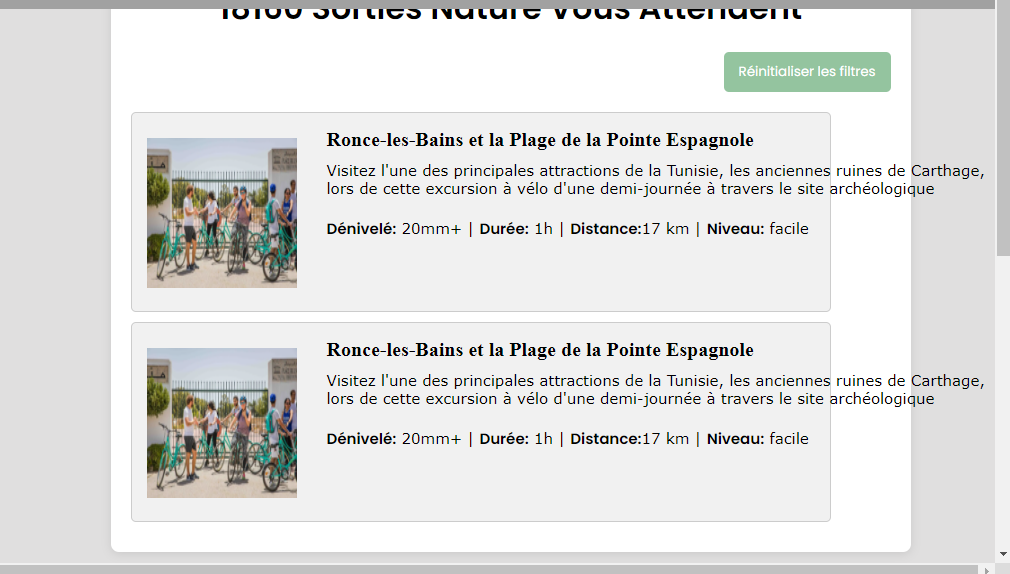 18160 Sorties Nature Vous Attendent
Réinitialiser les filtres
Ronce-les-Bains et la Plage de la Pointe Espagnole
Visitez l'une des principales attractions de la Tunisie, les anciennes ruines de Carthage,
lors de cette excursion à vélo d'une demi-journée à travers le site archéologique
Dénivelé: 20mm+ | Durée: 1h | Distance:17 km | Niveau: facile
Ronce-les-Bains et la Plage de la Pointe Espagnole
Visitez l'une des principales attractions de la Tunisie, les anciennes ruines de Carthage,
lors de cette excursion à vélo d'une demi-journée à travers le site archéologique
Dénivelé: 20mm+ | Durée: 1h | Distance:17 km | Niveau: facile